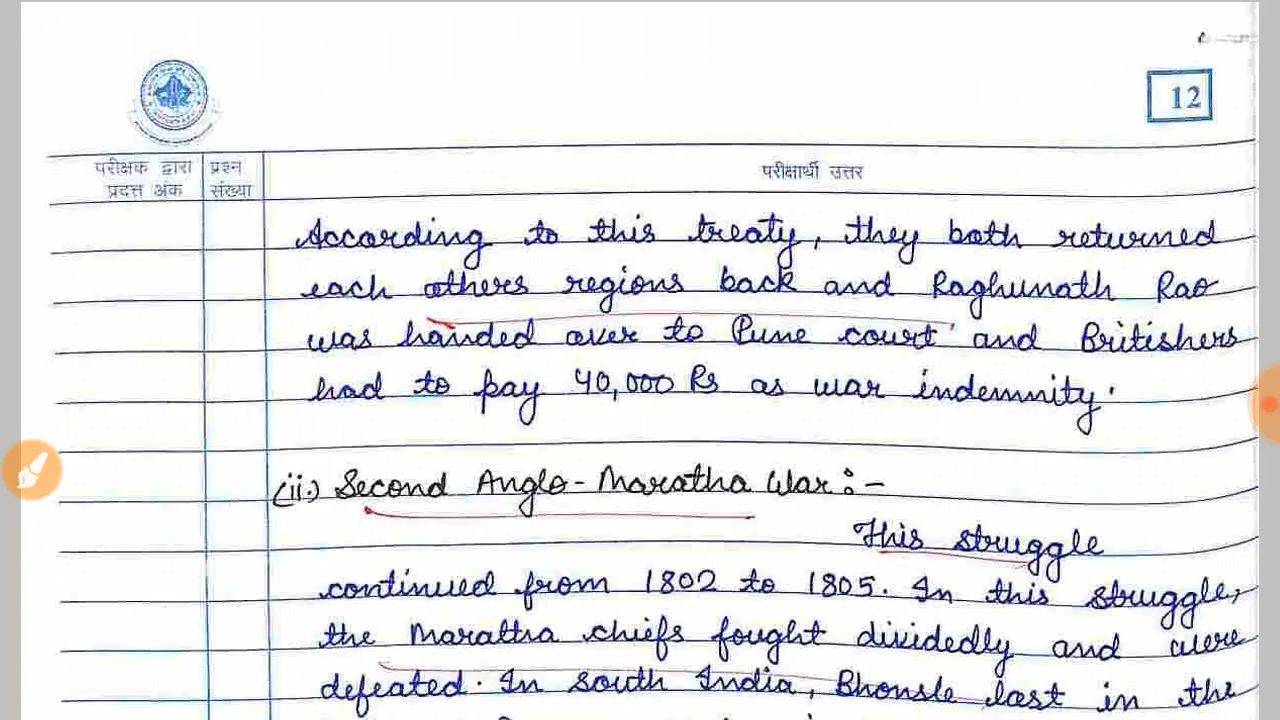 12
परीक्षक द्वारा
प्रदत्त अंक
प्रश्न
संख्या
परीक्षार्थी उत्तर
According to this treaty, they both returned
each others regions back and Raghunath Rao
was handed over to Pune court and Britishers
had to pay 40,000 Rs as war indemnity.
(ii.) Second Anglo-Maratha War:-
This struggle
continued from 1802 to 1805. In this struggle,
the Maratha chiefs fought dividedly and were
defeated. In south India, Bhonsle last in the